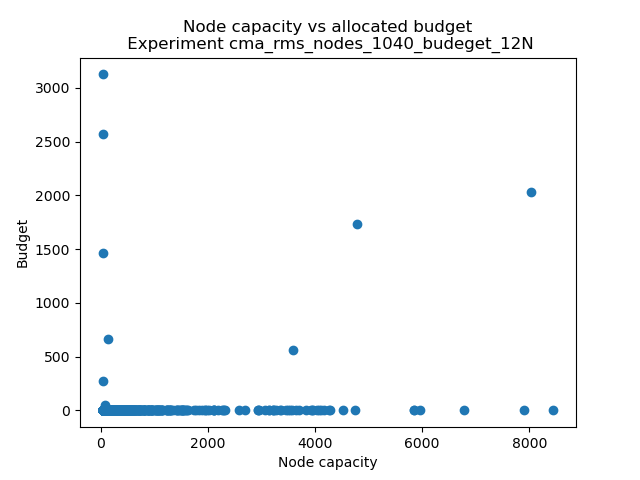 Node capacity vs allocated budget
Experiment cma_rms_nodes_1040_budeget_12N
3000
2500
2000
1500
1000
500
0
Budget
0 2000 4000 6000 8000
Node capacity